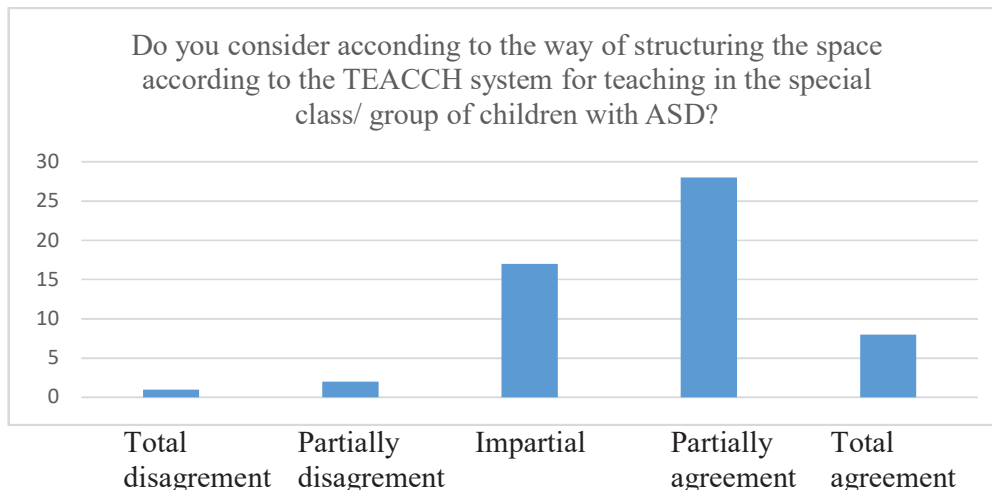 Do you consider acconding to the way of structuring the space
according to the TEACCH system for teaching in the special
class/ group of children with ASD?
30
25
20
15
10
5
0
Total Partially Impartial Partially Total
disagrement disagreement agreement agreement